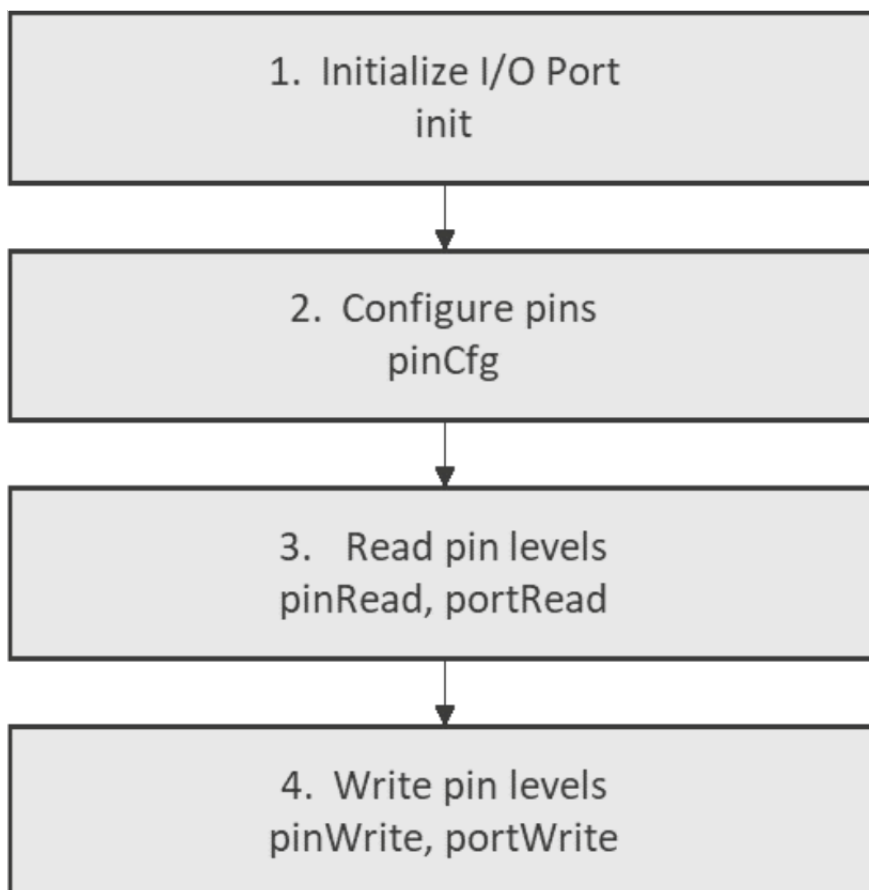 1. Initialize I/O Port
init
2. Configure pins
pinCfg
3. Read pin levels
pinRead, portRead
4. Write pin levels
pinWrite, portWrite